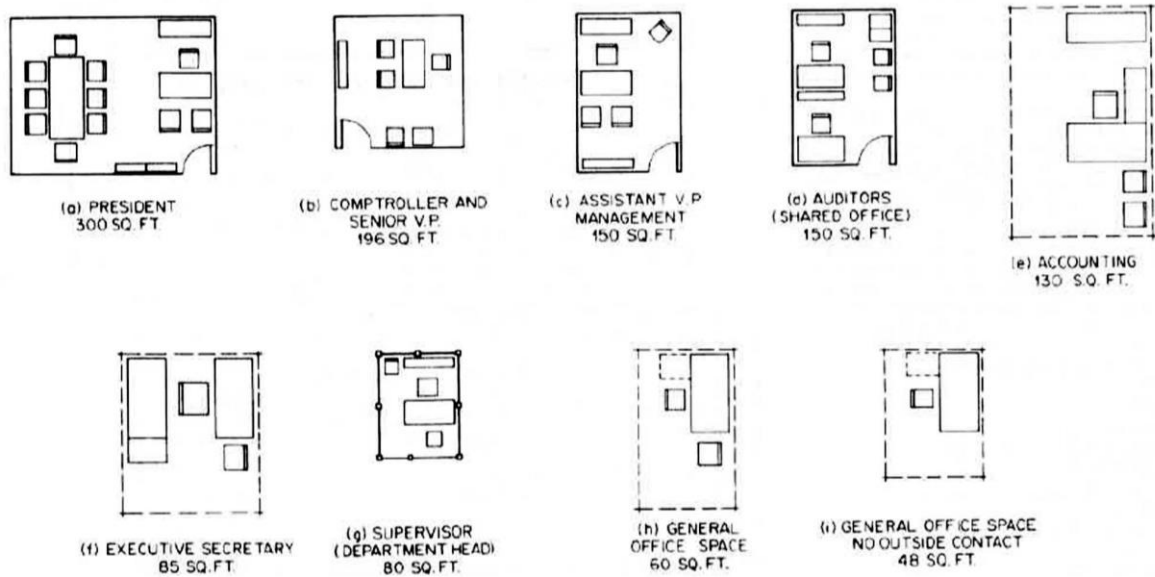 (a) PRESIDENT
300 SQ. FT.
(b) COMPTROLLER AND
SENIOR V.P.
196 SQ. FT.
(c) ASSISTANT V.P
MANAGEMENT
150 SQ. FT.
(d) AUDITORS
(SHARED OFFICE)
150 SQ. FT.
(e) ACCOUNTING
130 S.Q. FT.
(f) EXECUTIVE SECRETARY
85 SQ. FT.
(g) SUPERVISOR
(DEPARTMENT HEAD)
80 SQ. FT.
(h) GENERAL
OFFICE SPACE
60 SQ. FT.
(i) GENERAL OFFICE SPACE
NO OUTSIDE CONTACT
48 SQ. FT.